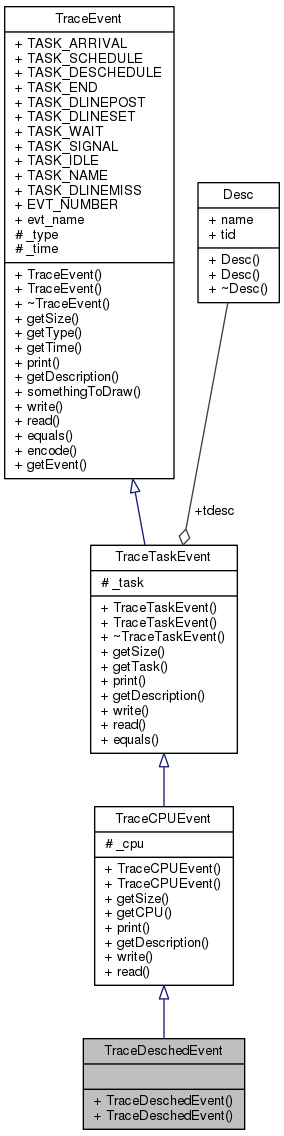 TraceEvent
+ TASK_ARRIVAL
+ TASK_SCHEDULE
+ TASK_DESCHEDULE
+ TASK_END
+ TASK_DLINEPOST
+ TASK_DLINESET
+ TASK_WAIT
+ TASK_SIGNAL
+ TASK_IDLE
+ TASK_NAME
+ TASK_DLINEMISS
+ EVT_NUMBER
+ evt_name
# _type
# _time
+ TraceEvent()
+ TraceEvent()
+ ~TraceEvent()
+ getSize()
+ getType()
+ getTime()
+ print()
+ getDescription()
+ somethingToDraw()
+ write()
+ read()
+ equals()
+ encode()
+ getEvent()
Desc
+ name
+ tid
+ Desc()
+ Desc()
+ ~Desc()
+tdesc
TraceTaskEvent
# _task
+ TraceTaskEvent()
+ TraceTaskEvent()
+ ~TraceTaskEvent()
+ getSize()
+ getTask()
+ print()
+ getDescription()
+ write()
+ read()
+ equals()
TraceCPUEvent
# _cpu
+ TraceCPUEvent()
+ TraceCPUEvent()
+ getSize()
+ getCPU()
+ print()
+ getDescription()
+ write()
+ read()
TraceDeschedEvent
+ TraceDeschedEvent()
+ TraceDeschedEvent()